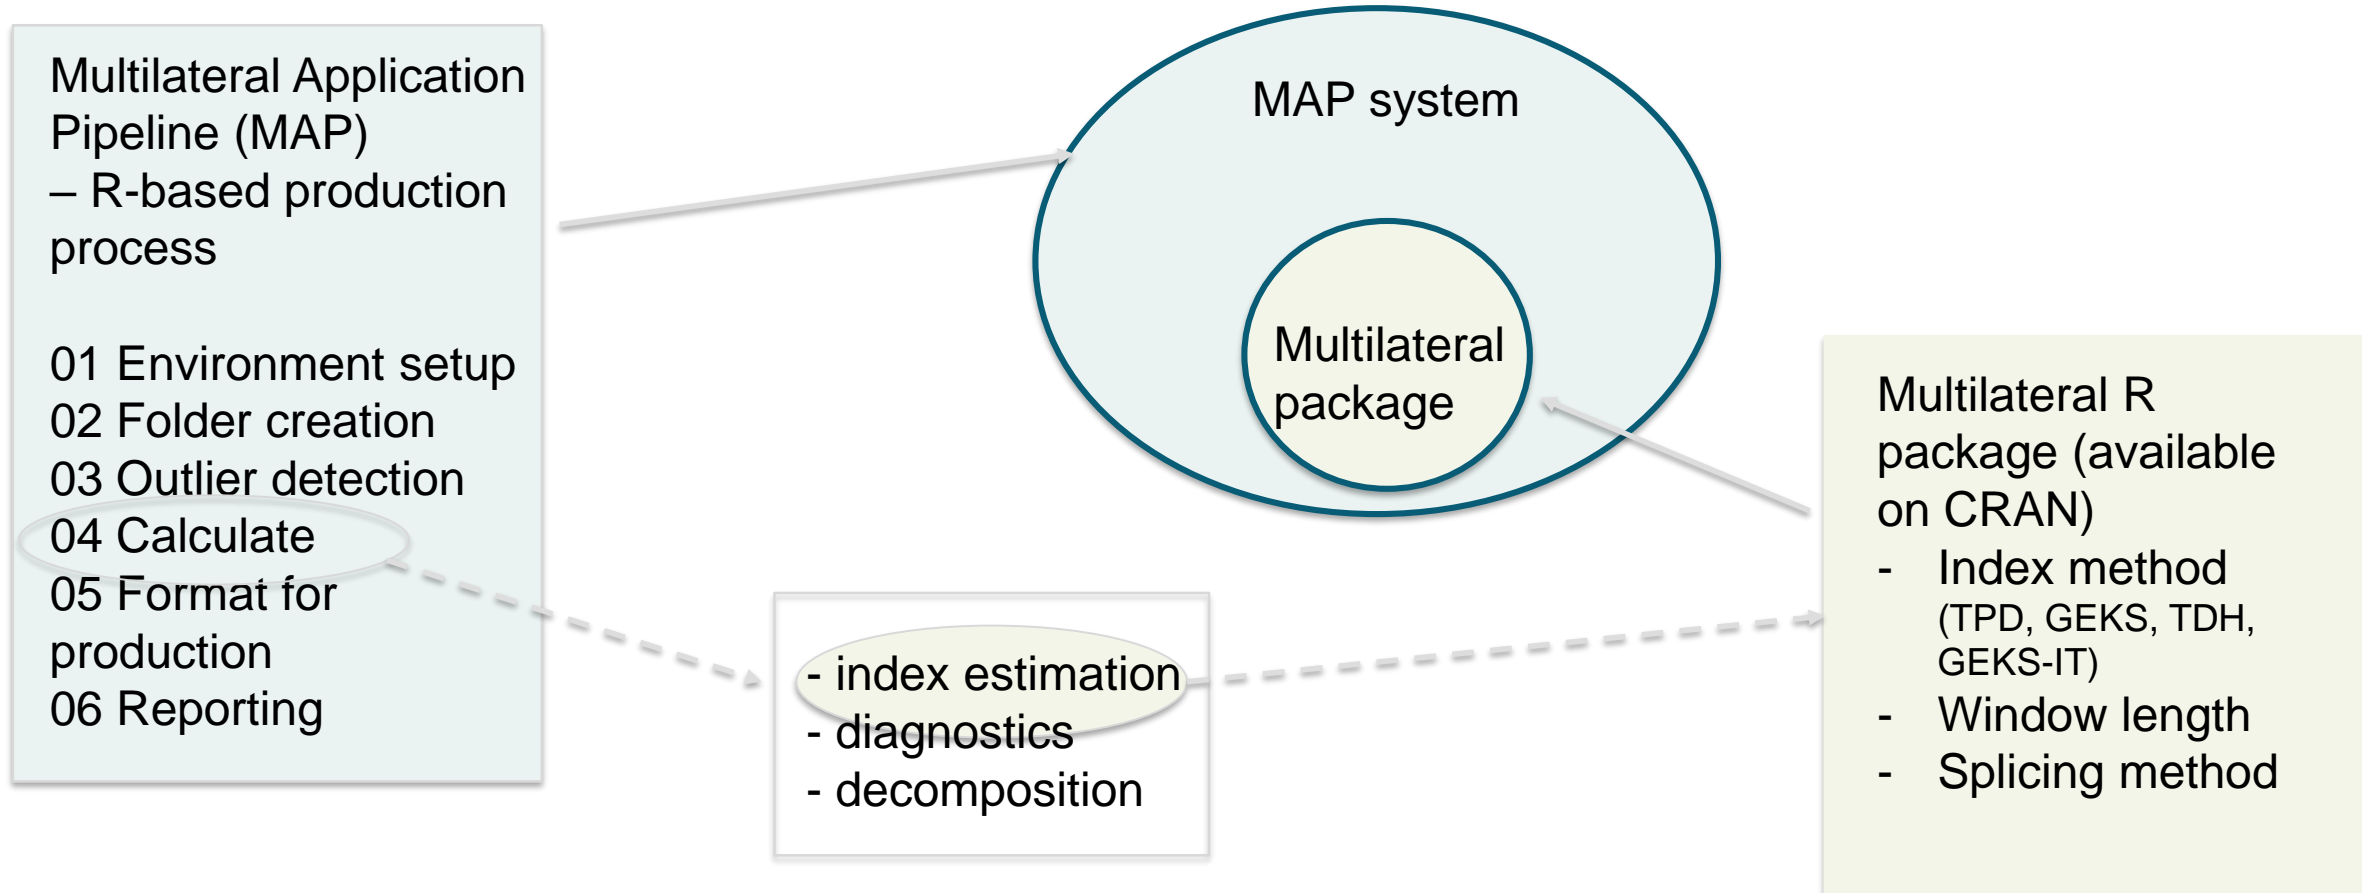 Multilateral Application
Pipeline (MAP)
– R-based production
process
01 Environment setup
02 Folder creation
03 Outlier detection
04 Calculate
05 Format for
production
06 Reporting
MAP system
Multilateral
package
- index estimation
- diagnostics
- decomposition
Multilateral R
package (available
on CRAN)
- Index method
(TPD, GEKS, TDH,
GEKS-IT)
- Window length
- Splicing method